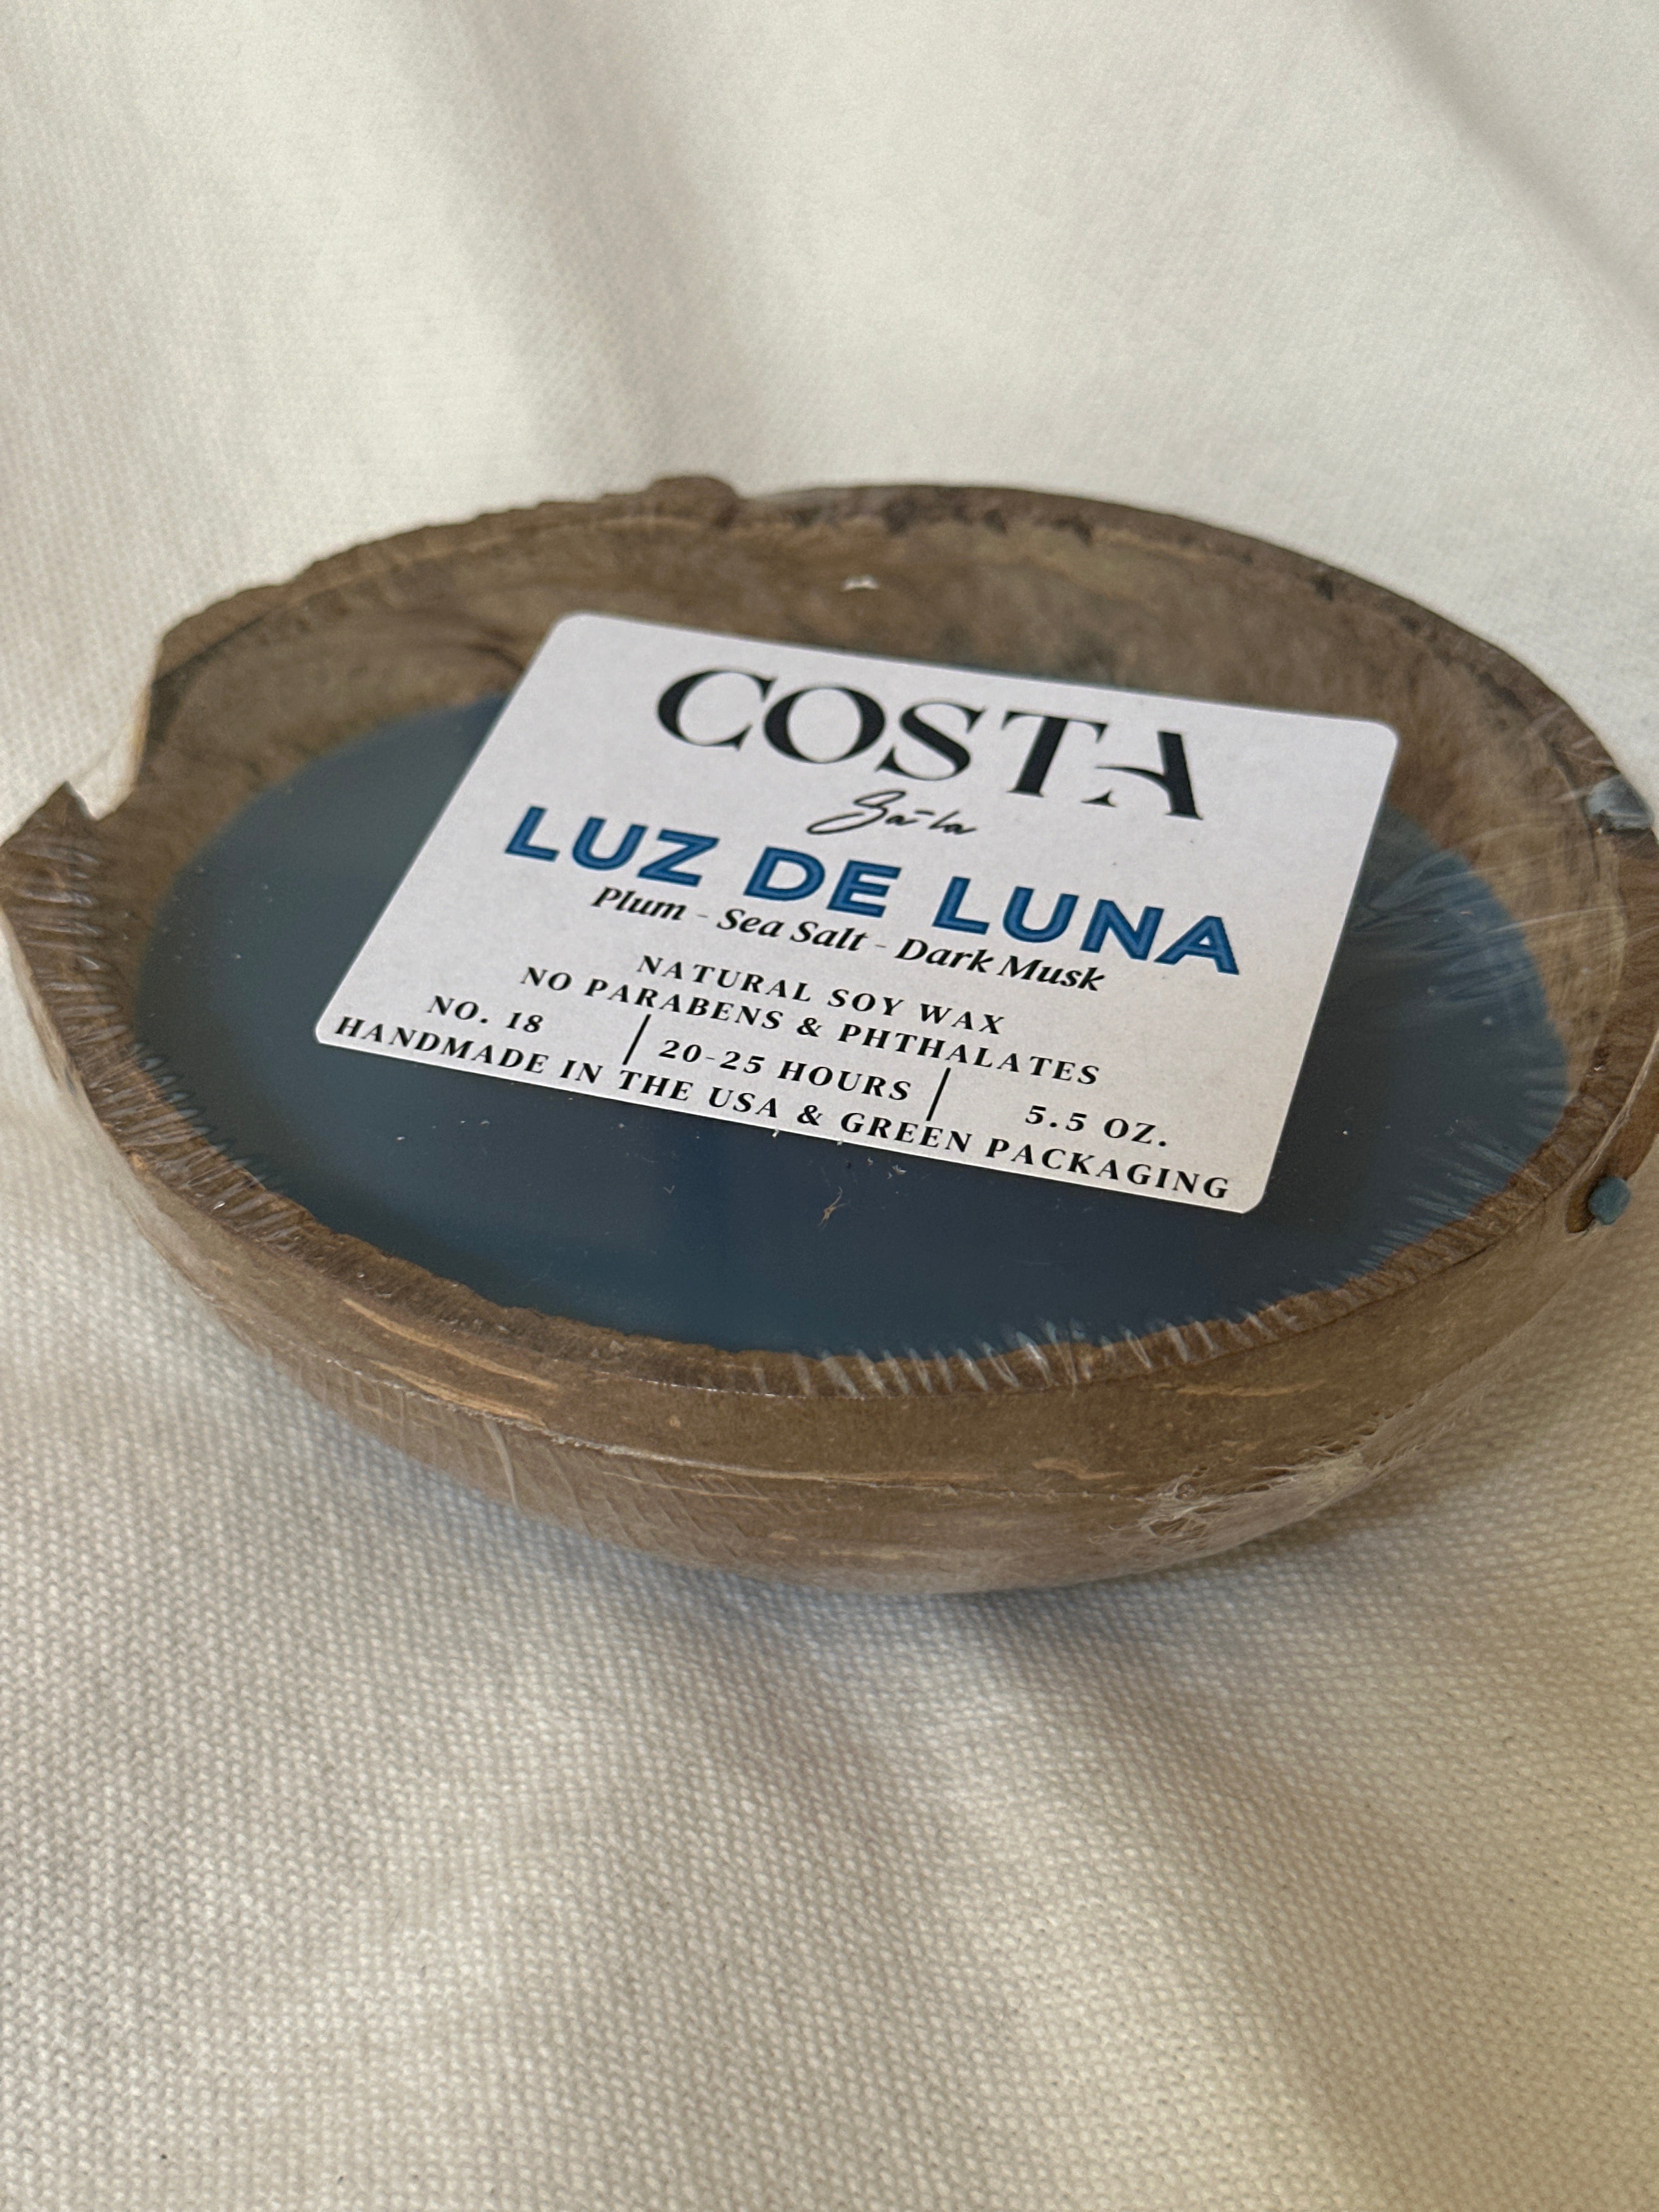 COSTA
LUZ DE LUNA
Plum - Sea Salt - Dark Musk
NATURAL SOY WAX
NO PARABENS & PHTHALATES
NO. 18 | 20-25 HOURS | 5.5 OZ.
HANDMADE IN THE USA & GREEN PACKAGING